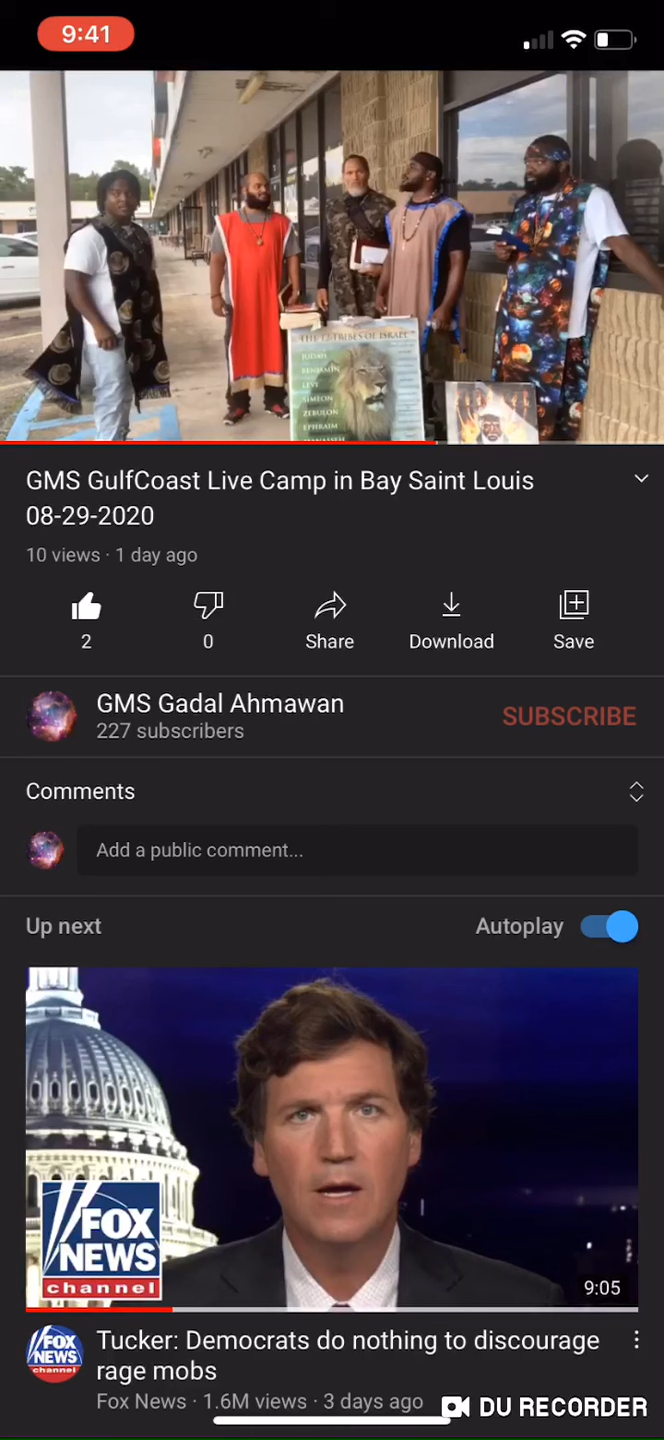 9:41
THE 12 TRIBES OF ISRAEL
JUDAH
BENJAMIN
LEVI
SIMEON
ZEBULON
EPHRAIM
MANASSEH
GMS GulfCoast Live Camp in Bay Saint Louis
08-29-2020
10 views · 1 day ago
2
0
Share
Download
Save
GMS Gadal Ahmawan
227 subscribers
SUBSCRIBE
Comments
Add a public comment...
Up next
Autoplay
FOX
NEWS
channel
9:05
FOX
NEWS
channel
Tucker: Democrats do nothing to discourage
rage mobs
Fox News · 1.6M views · 3 days ago
DU RECORDER